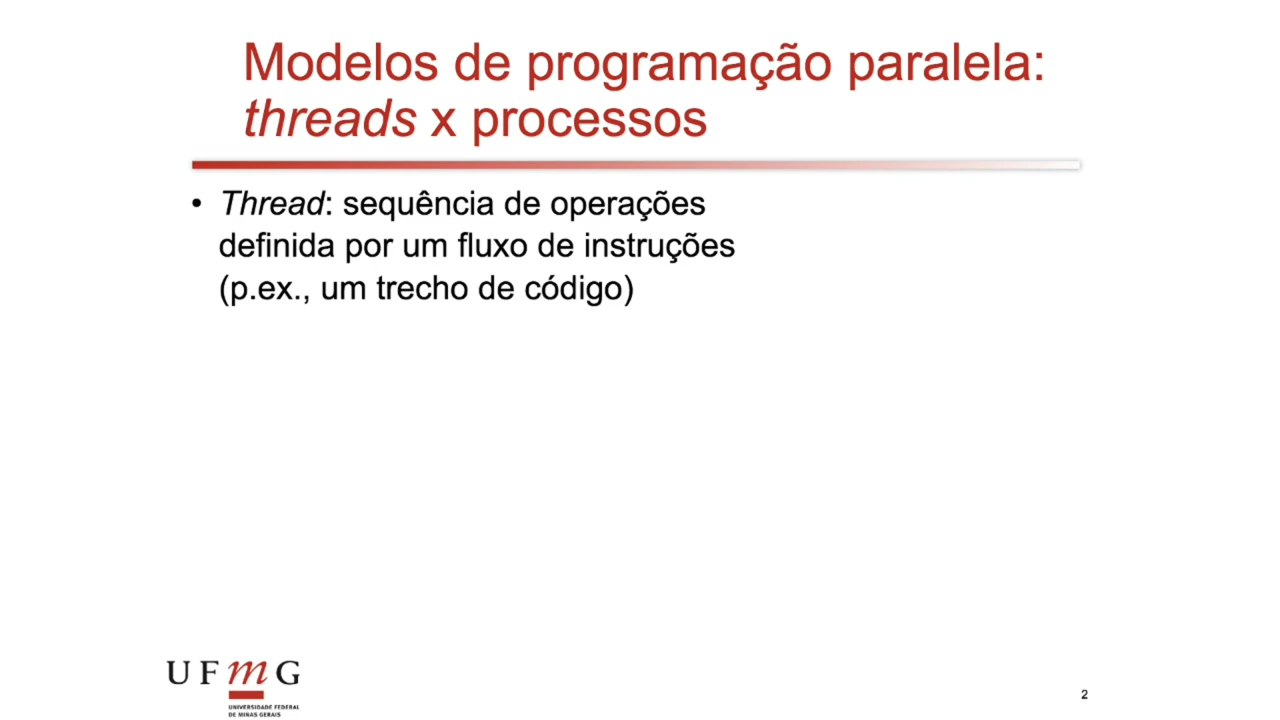 Modelos de programação paralela:
threads x processos
• Thread: sequência de operações
definida por um fluxo de instruções
(p.ex., um trecho de código)
UFmG
UNIVERSIDADE FEDERAL
DE MINAS GERAIS
2